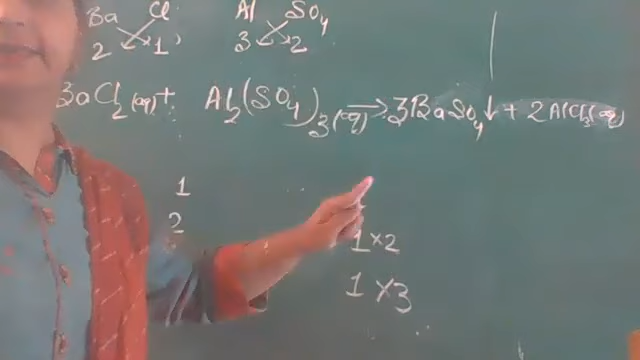 Ba Cl Al SO₄
2 1 3 2
BaCl₂(aq) + Al₂(SO₄)₃(aq) → 3BaSO₄↓ + 2AlCl₃(aq)
1
2
1×2
1×3